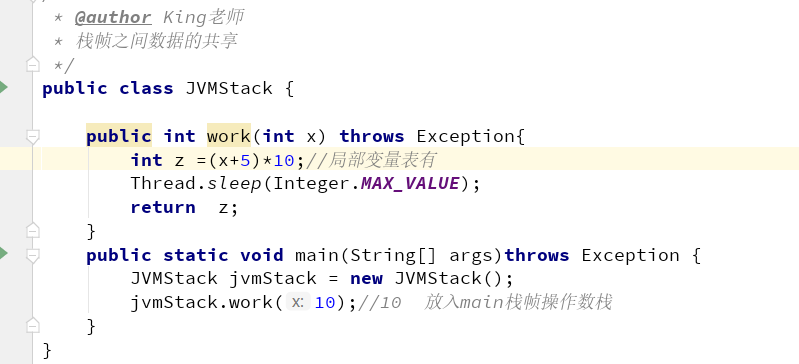 * @author King老师
* 栈帧之间数据的共享
*/
public class JVMStack {
public int work(int x) throws Exception{
int z =(x+5)*10;//局部变量表有
Thread.sleep(Integer.MAX_VALUE);
return  z;
}
public static void main(String[] args)throws Exception {
JVMStack jvmStack = new JVMStack();
jvmStack.work( x: 10);//10  放入main栈帧操作数栈
}
}